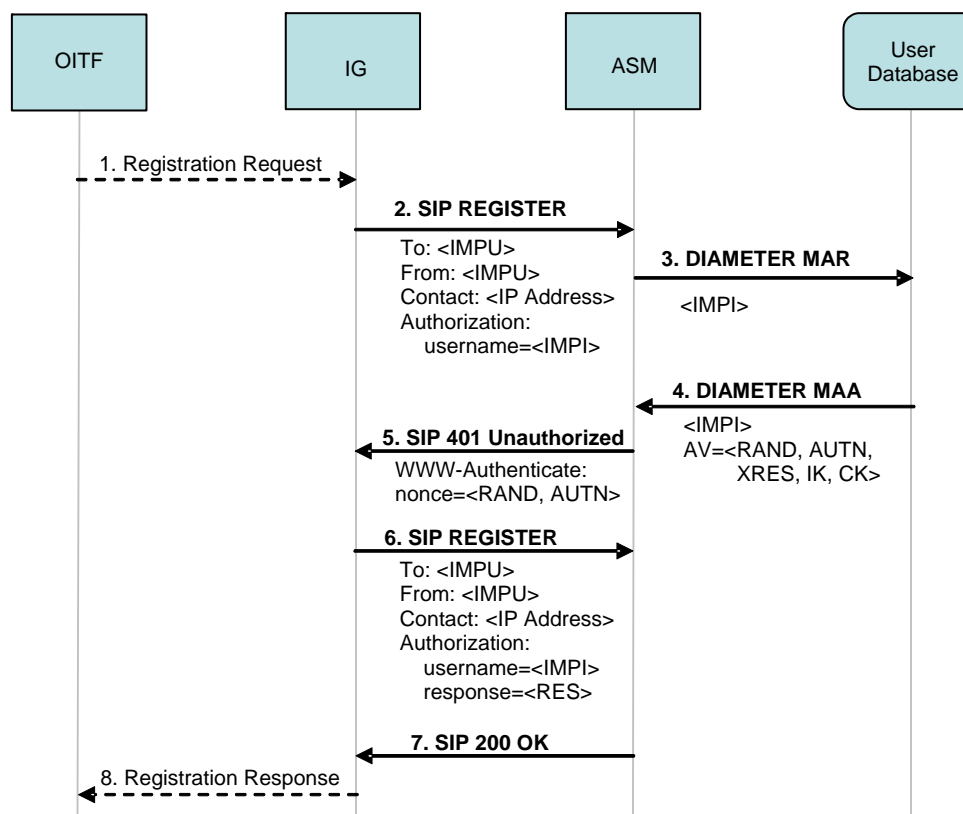 OITF
IG
ASM
User
Database
1. Registration Request
2. SIP REGISTER
To: <IMPU>
From: <IMPU>
Contact: <IP Address>
Authorization:
username=<IMPI>
3. DIAMETER MAR
<IMPI>
4. DIAMETER MAA
<IMPI>
AV=<RAND, AUTN,
XRES, IK, CK>
5. SIP 401 Unauthorized
WWW-Authenticate:
nonce=<RAND, AUTN>
6. SIP REGISTER
To: <IMPU>
From: <IMPU>
Contact: <IP Address>
Authorization:
username=<IMPI>
response=<RES>
7. SIP 200 OK
8. Registration Response